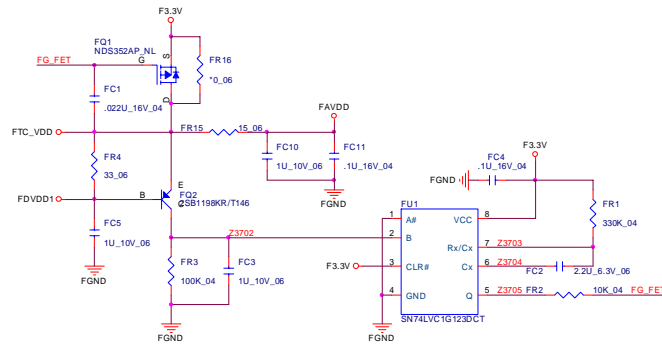 F3.3V
FQ1
NDS352AP_NL
FG_FET
G
S
D
FR16
*0_06
FC1
.022U_16V_04
FTC_VDD
FR15
15_06
FAVDD
FC10
1U_10V_06
FC11
.1U_16V_04
FGND
FR4
33_06
FDVDD1
B
E
FQ2
CSB1198KR/T146
FC5
1U_10V_06
FGND
Z3702
FR3
100K_04
FC3
1U_10V_06
FGND
F3.3V
FC4
.1U_16V_04
FGND
FU1
1
A#
VCC
8
2
B
Rx/Cx
7
Z3703
3
CLR#
Cx
6
Z3704
4
GND
Q
5
Z3705
SN74LVC1G123DCT
F3.3V
FGND
FR1
330K_04
FC2
2.2U_6.3V_06
FR2
10K_04
FG_FET